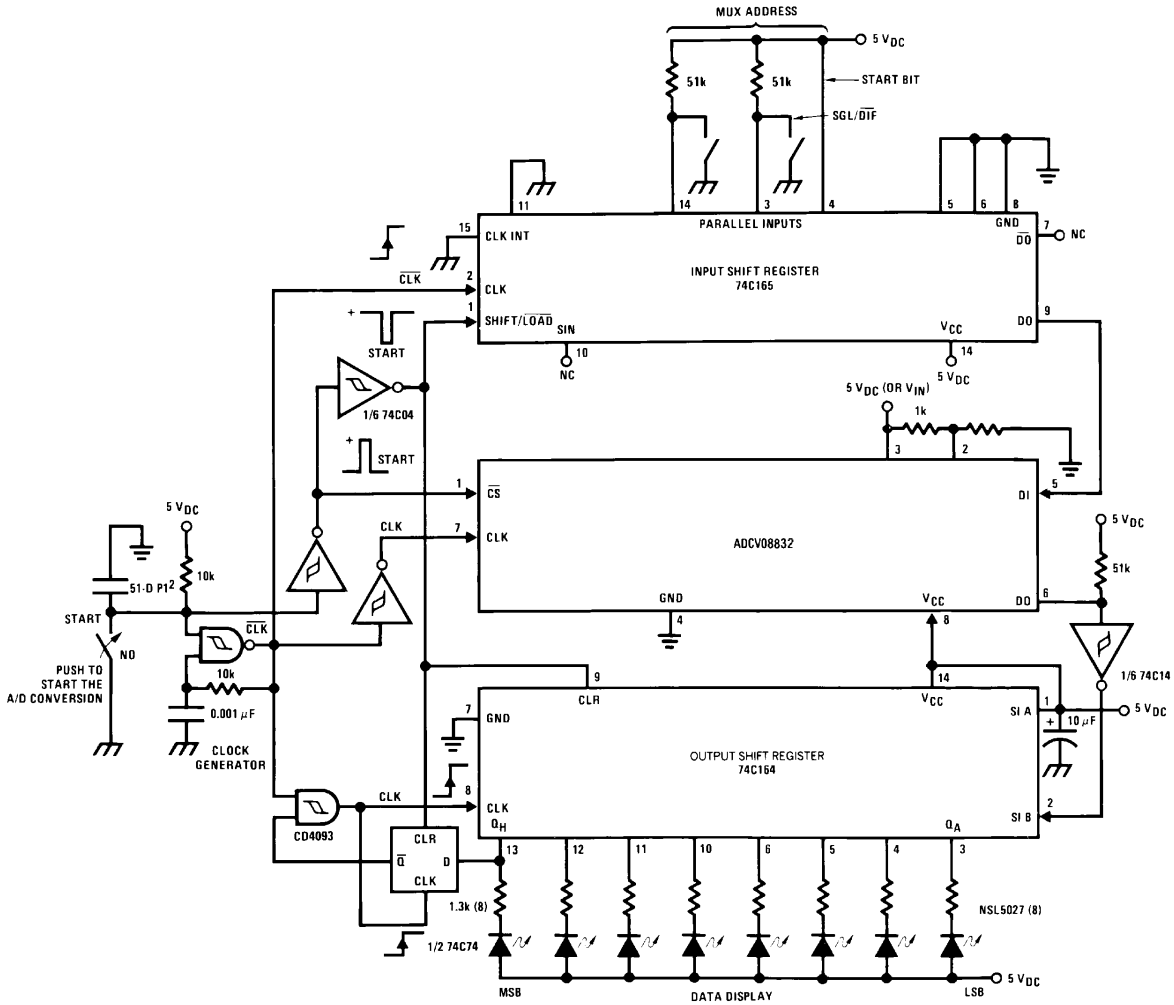 MUX ADDRESS
5 VDC
51k
51k
START BIT
SGL/DIF
11
14
3
4
5
6
8
15
CLK INT
PARALLEL INPUTS
GND
7
DO
NC
INPUT SHIFT REGISTER
74C165
CLK
2
CLK
1
SHIFT/LOAD
SIN
10
NC
VCC
14
5 VDC
DO
9
+
START
1/6 74C04
+
START
5 VDC (OR VIN)
1k
3
2
1
CS
DI
5
CLK
7
CLK
ADCV08832
5 VDC
51k
GND
4
VCC
8
DO
6
1/6 74C14
5 VDC
10k
51-D P1²
START
NO
PUSH TO
START THE
A/D CONVERSION
CLK
10k
0.001 µF
CLOCK
GENERATOR
9
CLR
14
VCC
7
GND
SI A
1
5 VDC
+
10 µF
OUTPUT SHIFT REGISTER
74C164
CLK
8
CLK
CD4093
SI B
2
QH
QA
CLR
Q
D
CLK
13
12
11
10
6
5
4
3
1.3k (8)
NSL5027 (8)
1/2 74C74
MSB
DATA DISPLAY
LSB
5 VDC